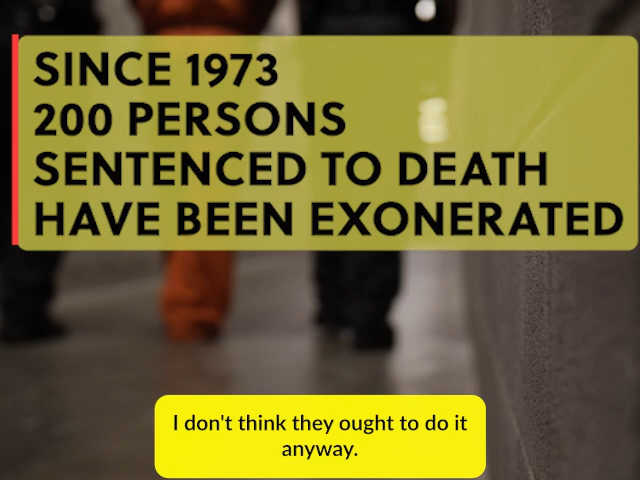 SINCE 1973
200 PERSONS
SENTENCED TO DEATH
HAVE BEEN EXONERATED
I don't think they ought to do it
anyway.